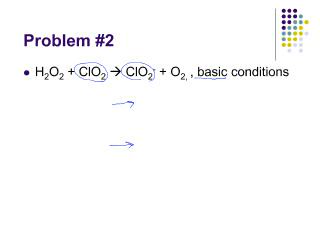 Problem #2
H₂O₂ + ClO₂ → ClO₂⁻ + O₂, , basic conditions